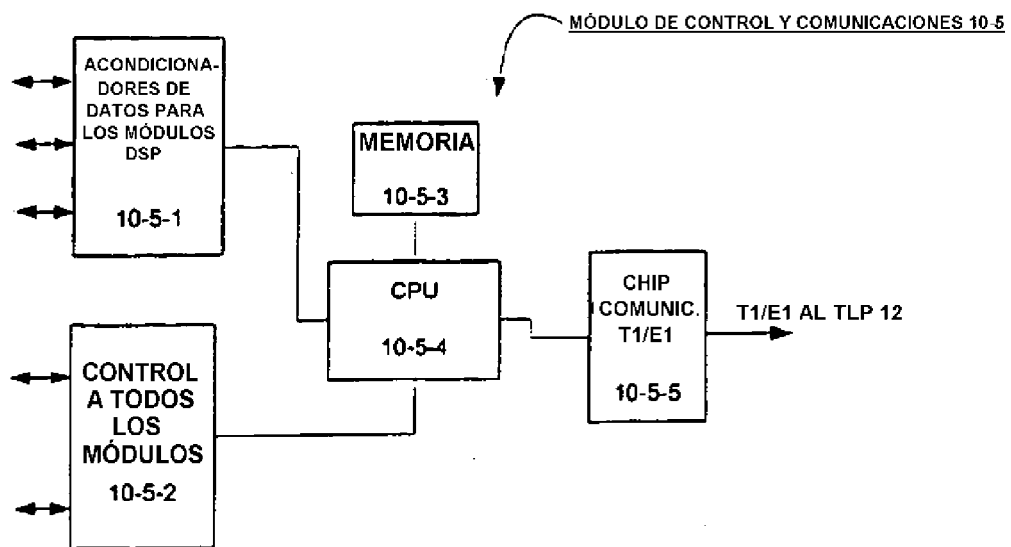 MÓDULO DE CONTROL Y COMUNICACIONES 10-5
ACONDICIONA-
DORES DE
DATOS PARA
LOS MÓDULOS
DSP
10-5-1
MEMORIA
10-5-3
CPU
10-5-4
CHIP
COMUNIC.
T1/E1
10-5-5
T1/E1 AL TLP 12
CONTROL
A TODOS
LOS
MÓDULOS
10-5-2